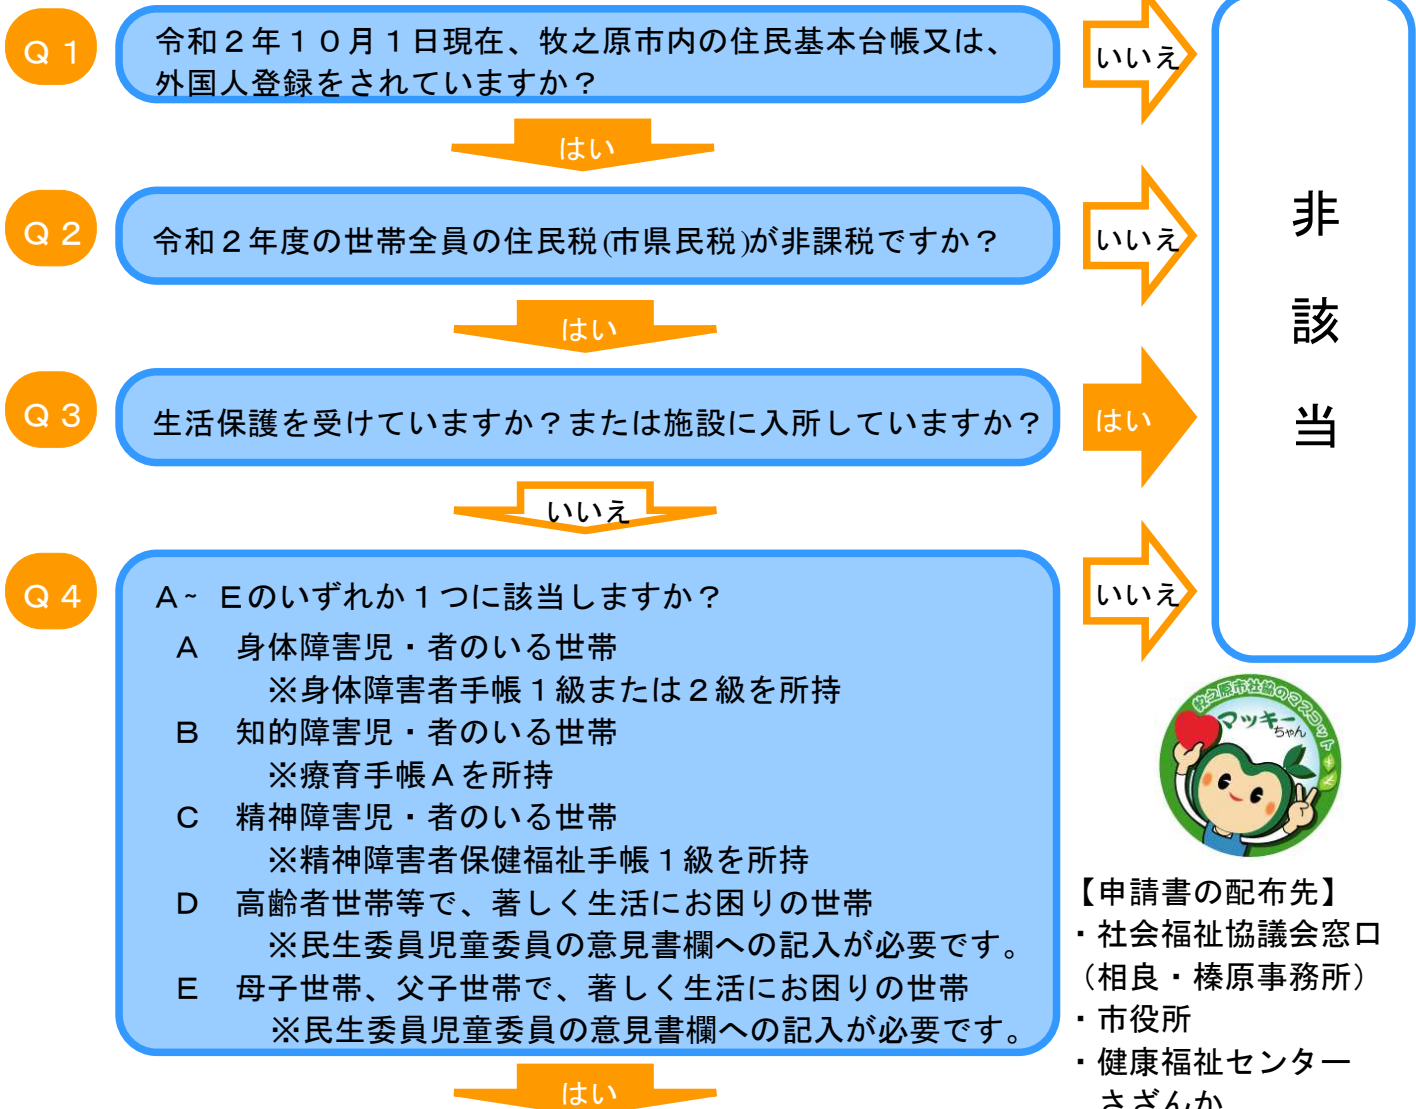 Q1
令和2年10月1日現在、牧之原市内の住民基本台帳又は、
外国人登録をされていますか？
いいえ
はい
Q2
令和2年度の世帯全員の住民税(市県民税)が非課税ですか？
いいえ
はい
Q3
生活保護を受けていますか？または施設に入所していますか？
はい
いいえ
非該当
Q4
A~ Eのいずれか1つに該当しますか？
いいえ
A 身体障害児・者のいる世帯
※身体障害者手帳1級または2級を所持
B 知的障害児・者のいる世帯
※療育手帳Aを所持
C 精神障害児・者のいる世帯
※精神障害者保健福祉手帳1級を所持
D 高齢者世帯等で、著しく生活にお困りの世帯
※民生委員児童委員の意見書欄への記入が必要です。
E 母子世帯、父子世帯で、著しく生活にお困りの世帯
※民生委員児童委員の意見書欄への記入が必要です。
はい
牧之原市社協のマスコット
マッキー
ちゃん
【申請書の配布先】
・社会福祉協議会窓口
（相良・榛原事務所）
・市役所
・健康福祉センター
さざんか